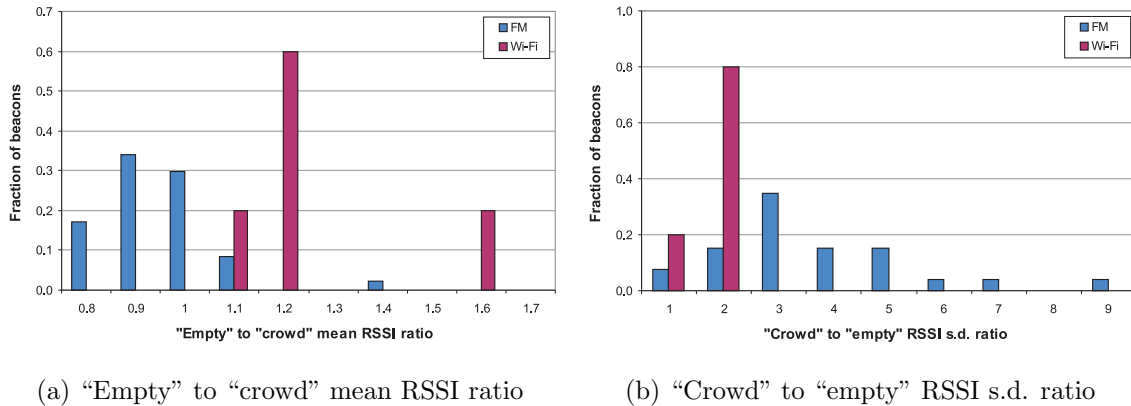 0.7
0.6
0.5
0.4
0.3
0.2
0.1
0.0
Fraction of beacons
FM
Wi-Fi
0.8 0.9 1 1.1 1.2 1.3 1.4 1.5 1.6 1.7
"Empty" to "crowd" mean RSSI ratio
(a) “Empty” to “crowd” mean RSSI ratio
1.0
0.8
0.6
0.4
0.2
0.0
Fraction of beacons
FM
Wi-Fi
1 2 3 4 5 6 7 8 9
"Crowd" to "empty" RSSI s.d. ratio
(b) “Crowd” to “empty” RSSI s.d. ratio